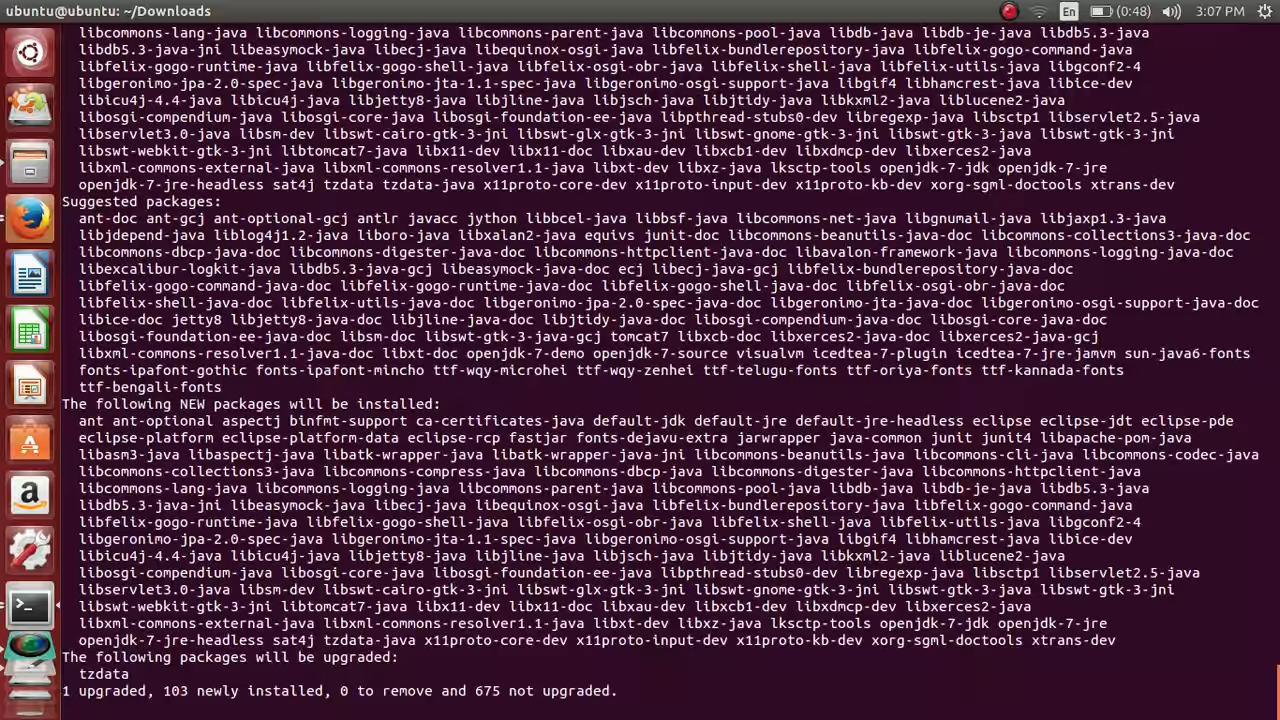 ubuntu@ubuntu: ~/Downloads En (0:48) 3:07 PM
libcommons-lang-java libcommons-logging-java libcommons-parent-java libcommons-pool-java libdb-java libdb-je-java libdb5.3-java
libdb5.3-java-jni libeasymock-java libecj-java libequinox-osgi-java libfelix-bundlerepository-java libfelix-gogo-command-java
libfelix-gogo-runtime-java libfelix-gogo-shell-java libfelix-osgi-obr-java libfelix-shell-java libfelix-utils-java libgconf2-4
libgeronimo-jpa-2.0-spec-java libgeronimo-jta-1.1-spec-java libgeronimo-osgi-support-java libgif4 libhamcrest-java libice-dev
libicu4j-4.4-java libicu4j-java libjetty8-java libjline-java libjsch-java libjtidy-java libkxml2-java liblucene2-java
libosgi-compendium-java libosgi-core-java libosgi-foundation-ee-java libpthread-stubs0-dev libregexp-java libsctp1 libservlet2.5-java
libservlet3.0-java libsm-dev libswt-cairo-gtk-3-jni libswt-glx-gtk-3-jni libswt-gnome-gtk-3-jni libswt-gtk-3-java libswt-gtk-3-jni
libswt-webkit-gtk-3-jni libtomcat7-java libx11-dev libx11-doc libxau-dev libxcb1-dev libxdmcp-dev libxerces2-java
libxml-commons-external-java libxml-commons-resolver1.1-java libxt-dev libxz-java lksctp-tools openjdk-7-jdk openjdk-7-jre
openjdk-7-jre-headless sat4j tzdata tzdata-java x11proto-core-dev x11proto-input-dev x11proto-kb-dev xorg-sgml-doctools xtrans-dev
Suggested packages:
ant-doc ant-gcj ant-optional-gcj antlr javacc jython libbcel-java libbsf-java libcommons-net-java libgnumail-java libjaxp1.3-java
libjdepend-java liblog4j1.2-java liboro-java libxalan2-java equivs junit-doc libcommons-beanutils-java-doc libcommons-collections3-java-doc
libcommons-dbcp-java-doc libcommons-digester-java-doc libcommons-httpclient-java-doc libavalon-framework-java libcommons-logging-java-doc
libexcalibur-logkit-java libdb5.3-java-gcj libeasymock-java-doc ecj libecj-java-gcj libfelix-bundlerepository-java-doc
libfelix-gogo-command-java-doc libfelix-gogo-runtime-java-doc libfelix-gogo-shell-java-doc libfelix-osgi-obr-java-doc
libfelix-shell-java-doc libfelix-utils-java-doc libgeronimo-jpa-2.0-spec-java-doc libgeronimo-jta-java-doc libgeronimo-osgi-support-java-doc
libice-doc jetty8 libjetty8-java-doc libjline-java-doc libjtidy-java-doc libosgi-compendium-java-doc libosgi-core-java-doc
libosgi-foundation-ee-java-doc libsm-doc libswt-gtk-3-java-gcj tomcat7 libxcb-doc libxerces2-java-doc libxerces2-java-gcj
libxml-commons-resolver1.1-java-doc libxt-doc openjdk-7-demo openjdk-7-source visualvm icedtea-7-plugin icedtea-7-jre-jamvm sun-java6-fonts
fonts-ipafont-gothic fonts-ipafont-mincho ttf-wqy-microhei ttf-wqy-zenhei ttf-telugu-fonts ttf-oriya-fonts ttf-kannada-fonts
ttf-bengali-fonts
The following NEW packages will be installed:
ant ant-optional aspectj binfmt-support ca-certificates-java default-jdk default-jre default-jre-headless eclipse eclipse-jdt eclipse-pde
eclipse-platform eclipse-platform-data eclipse-rcp fastjar fonts-dejavu-extra jarwrapper java-common junit junit4 libapache-pom-java
libasm3-java libaspectj-java libatk-wrapper-java libatk-wrapper-java-jni libcommons-beanutils-java libcommons-cli-java libcommons-codec-java
libcommons-collections3-java libcommons-compress-java libcommons-dbcp-java libcommons-digester-java libcommons-httpclient-java
libcommons-lang-java libcommons-logging-java libcommons-parent-java libcommons-pool-java libdb-java libdb-je-java libdb5.3-java
libdb5.3-java-jni libeasymock-java libecj-java libequinox-osgi-java libfelix-bundlerepository-java libfelix-gogo-command-java
libfelix-gogo-runtime-java libfelix-gogo-shell-java libfelix-osgi-obr-java libfelix-shell-java libfelix-utils-java libgconf2-4
libgeronimo-jpa-2.0-spec-java libgeronimo-jta-1.1-spec-java libgeronimo-osgi-support-java libgif4 libhamcrest-java libice-dev
libicu4j-4.4-java libicu4j-java libjetty8-java libjline-java libjsch-java libjtidy-java libkxml2-java liblucene2-java
libosgi-compendium-java libosgi-core-java libosgi-foundation-ee-java libpthread-stubs0-dev libregexp-java libsctp1 libservlet2.5-java
libservlet3.0-java libsm-dev libswt-cairo-gtk-3-jni libswt-glx-gtk-3-jni libswt-gnome-gtk-3-jni libswt-gtk-3-java libswt-gtk-3-jni
libswt-webkit-gtk-3-jni libtomcat7-java libx11-dev libx11-doc libxau-dev libxcb1-dev libxdmcp-dev libxerces2-java
libxml-commons-external-java libxml-commons-resolver1.1-java libxt-dev libxz-java lksctp-tools openjdk-7-jdk openjdk-7-jre
openjdk-7-jre-headless sat4j tzdata-java x11proto-core-dev x11proto-input-dev x11proto-kb-dev xorg-sgml-doctools xtrans-dev
The following packages will be upgraded:
tzdata
1 upgraded, 103 newly installed, 0 to remove and 675 not upgraded.